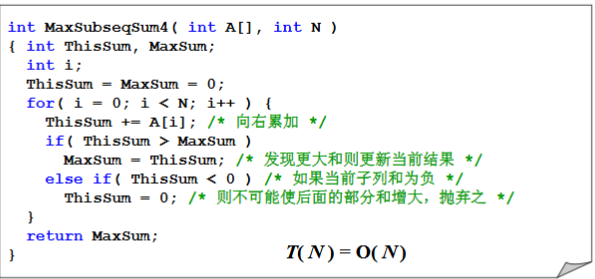 int MaxSubseqSum4( int A[], int N )
{ int ThisSum, MaxSum;
int i;
ThisSum = MaxSum = 0;
for( i = 0; i < N; i++ ) {
ThisSum += A[i]; /* 向右累加 */
if( ThisSum > MaxSum )
MaxSum = ThisSum; /* 发现更大和则更新当前结果 */
else if( ThisSum < 0 ) /* 如果当前子列和为负 */
ThisSum = 0; /* 则不可能使后面的部分和增大，抛弃之 */
}
return MaxSum;
} T( N ) = O( N )